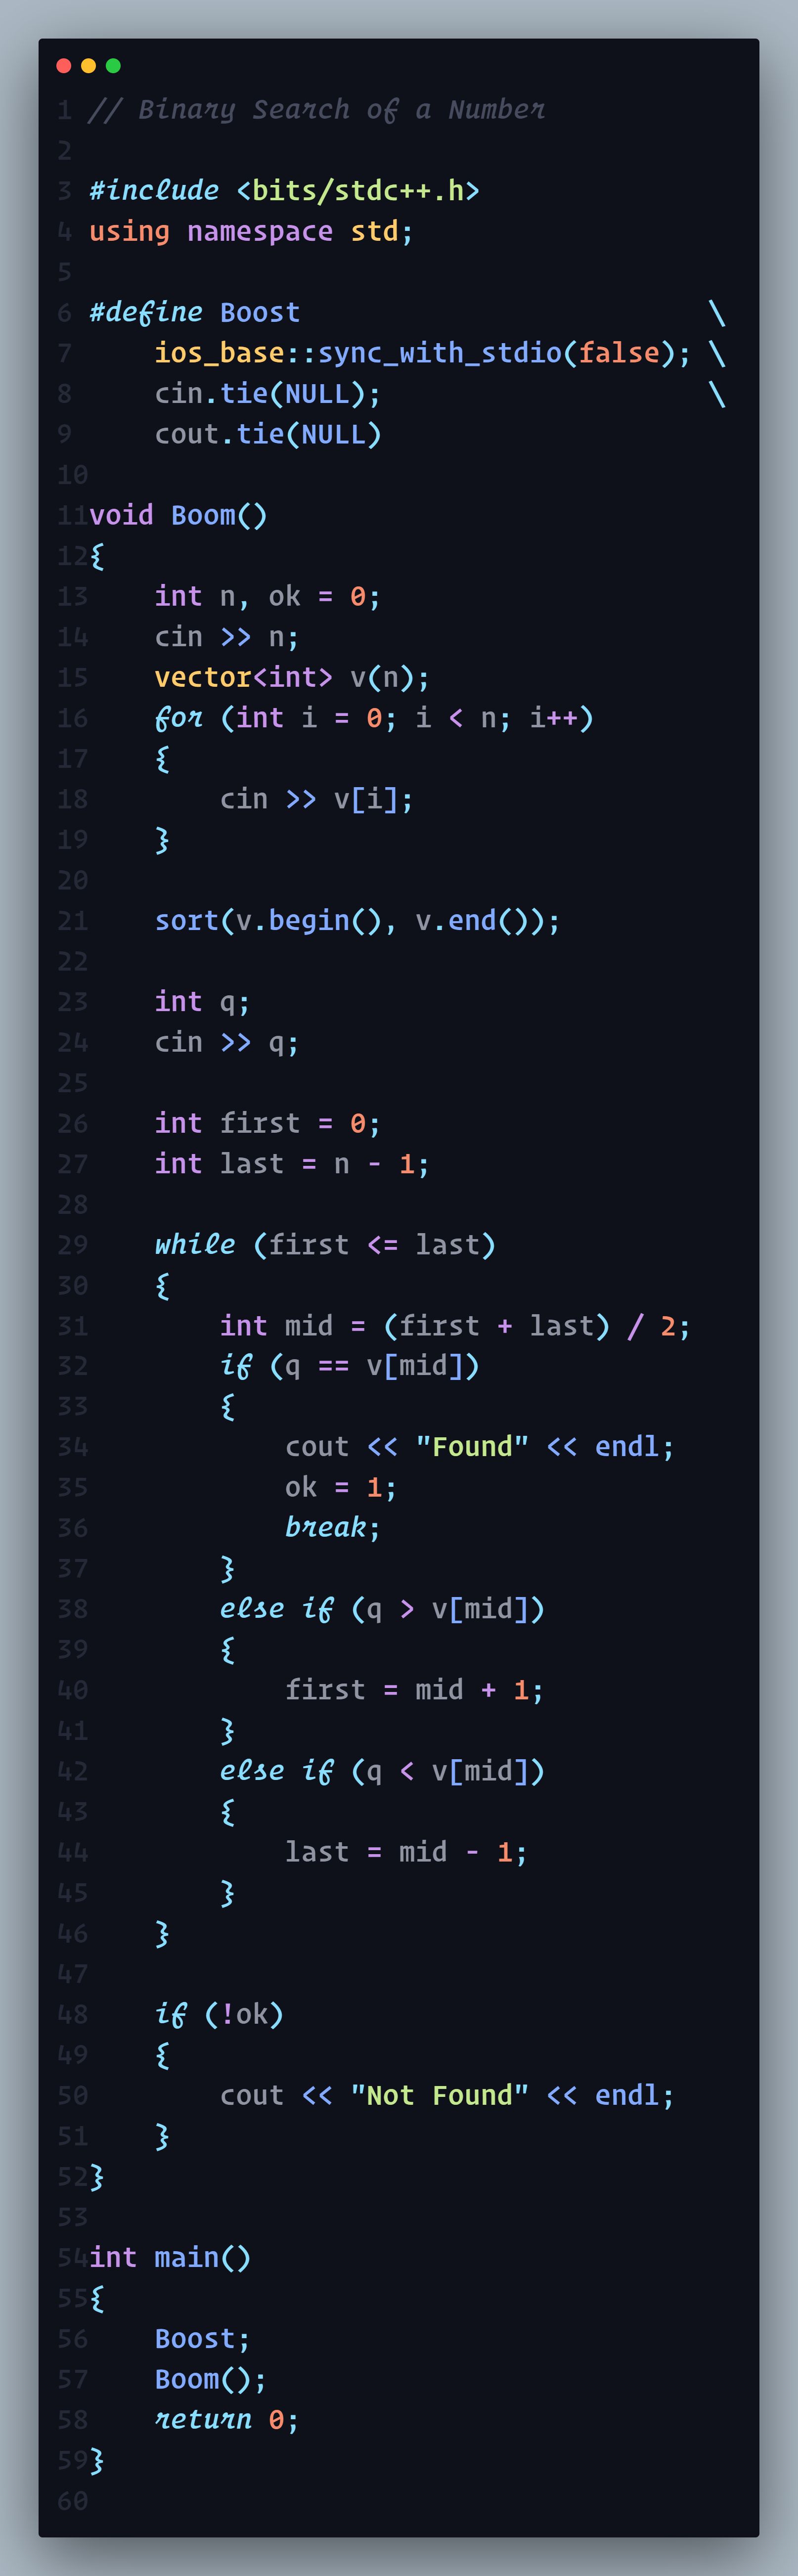 1 // Binary Search of a Number
2
3 #include <bits/stdc++.h>
4 using namespace std;
5
6 #define Boost                         \
7     ios_base::sync_with_stdio(false); \
8     cin.tie(NULL);                    \
9     cout.tie(NULL)
10
11 void Boom()
12 {
13     int n, ok = 0;
14     cin >> n;
15     vector<int> v(n);
16     for (int i = 0; i < n; i++)
17     {
18         cin >> v[i];
19     }
20
21     sort(v.begin(), v.end());
22
23     int q;
24     cin >> q;
25
26     int first = 0;
27     int last = n - 1;
28
29     while (first <= last)
30     {
31         int mid = (first + last) / 2;
32         if (q == v[mid])
33         {
34             cout << "Found" << endl;
35             ok = 1;
36             break;
37         }
38         else if (q > v[mid])
39         {
40             first = mid + 1;
41         }
42         else if (q < v[mid])
43         {
44             last = mid - 1;
45         }
46     }
47
48     if (!ok)
49     {
50         cout << "Not Found" << endl;
51     }
52 }
53
54 int main()
55 {
56     Boost;
57     Boom();
58     return 0;
59 }
60